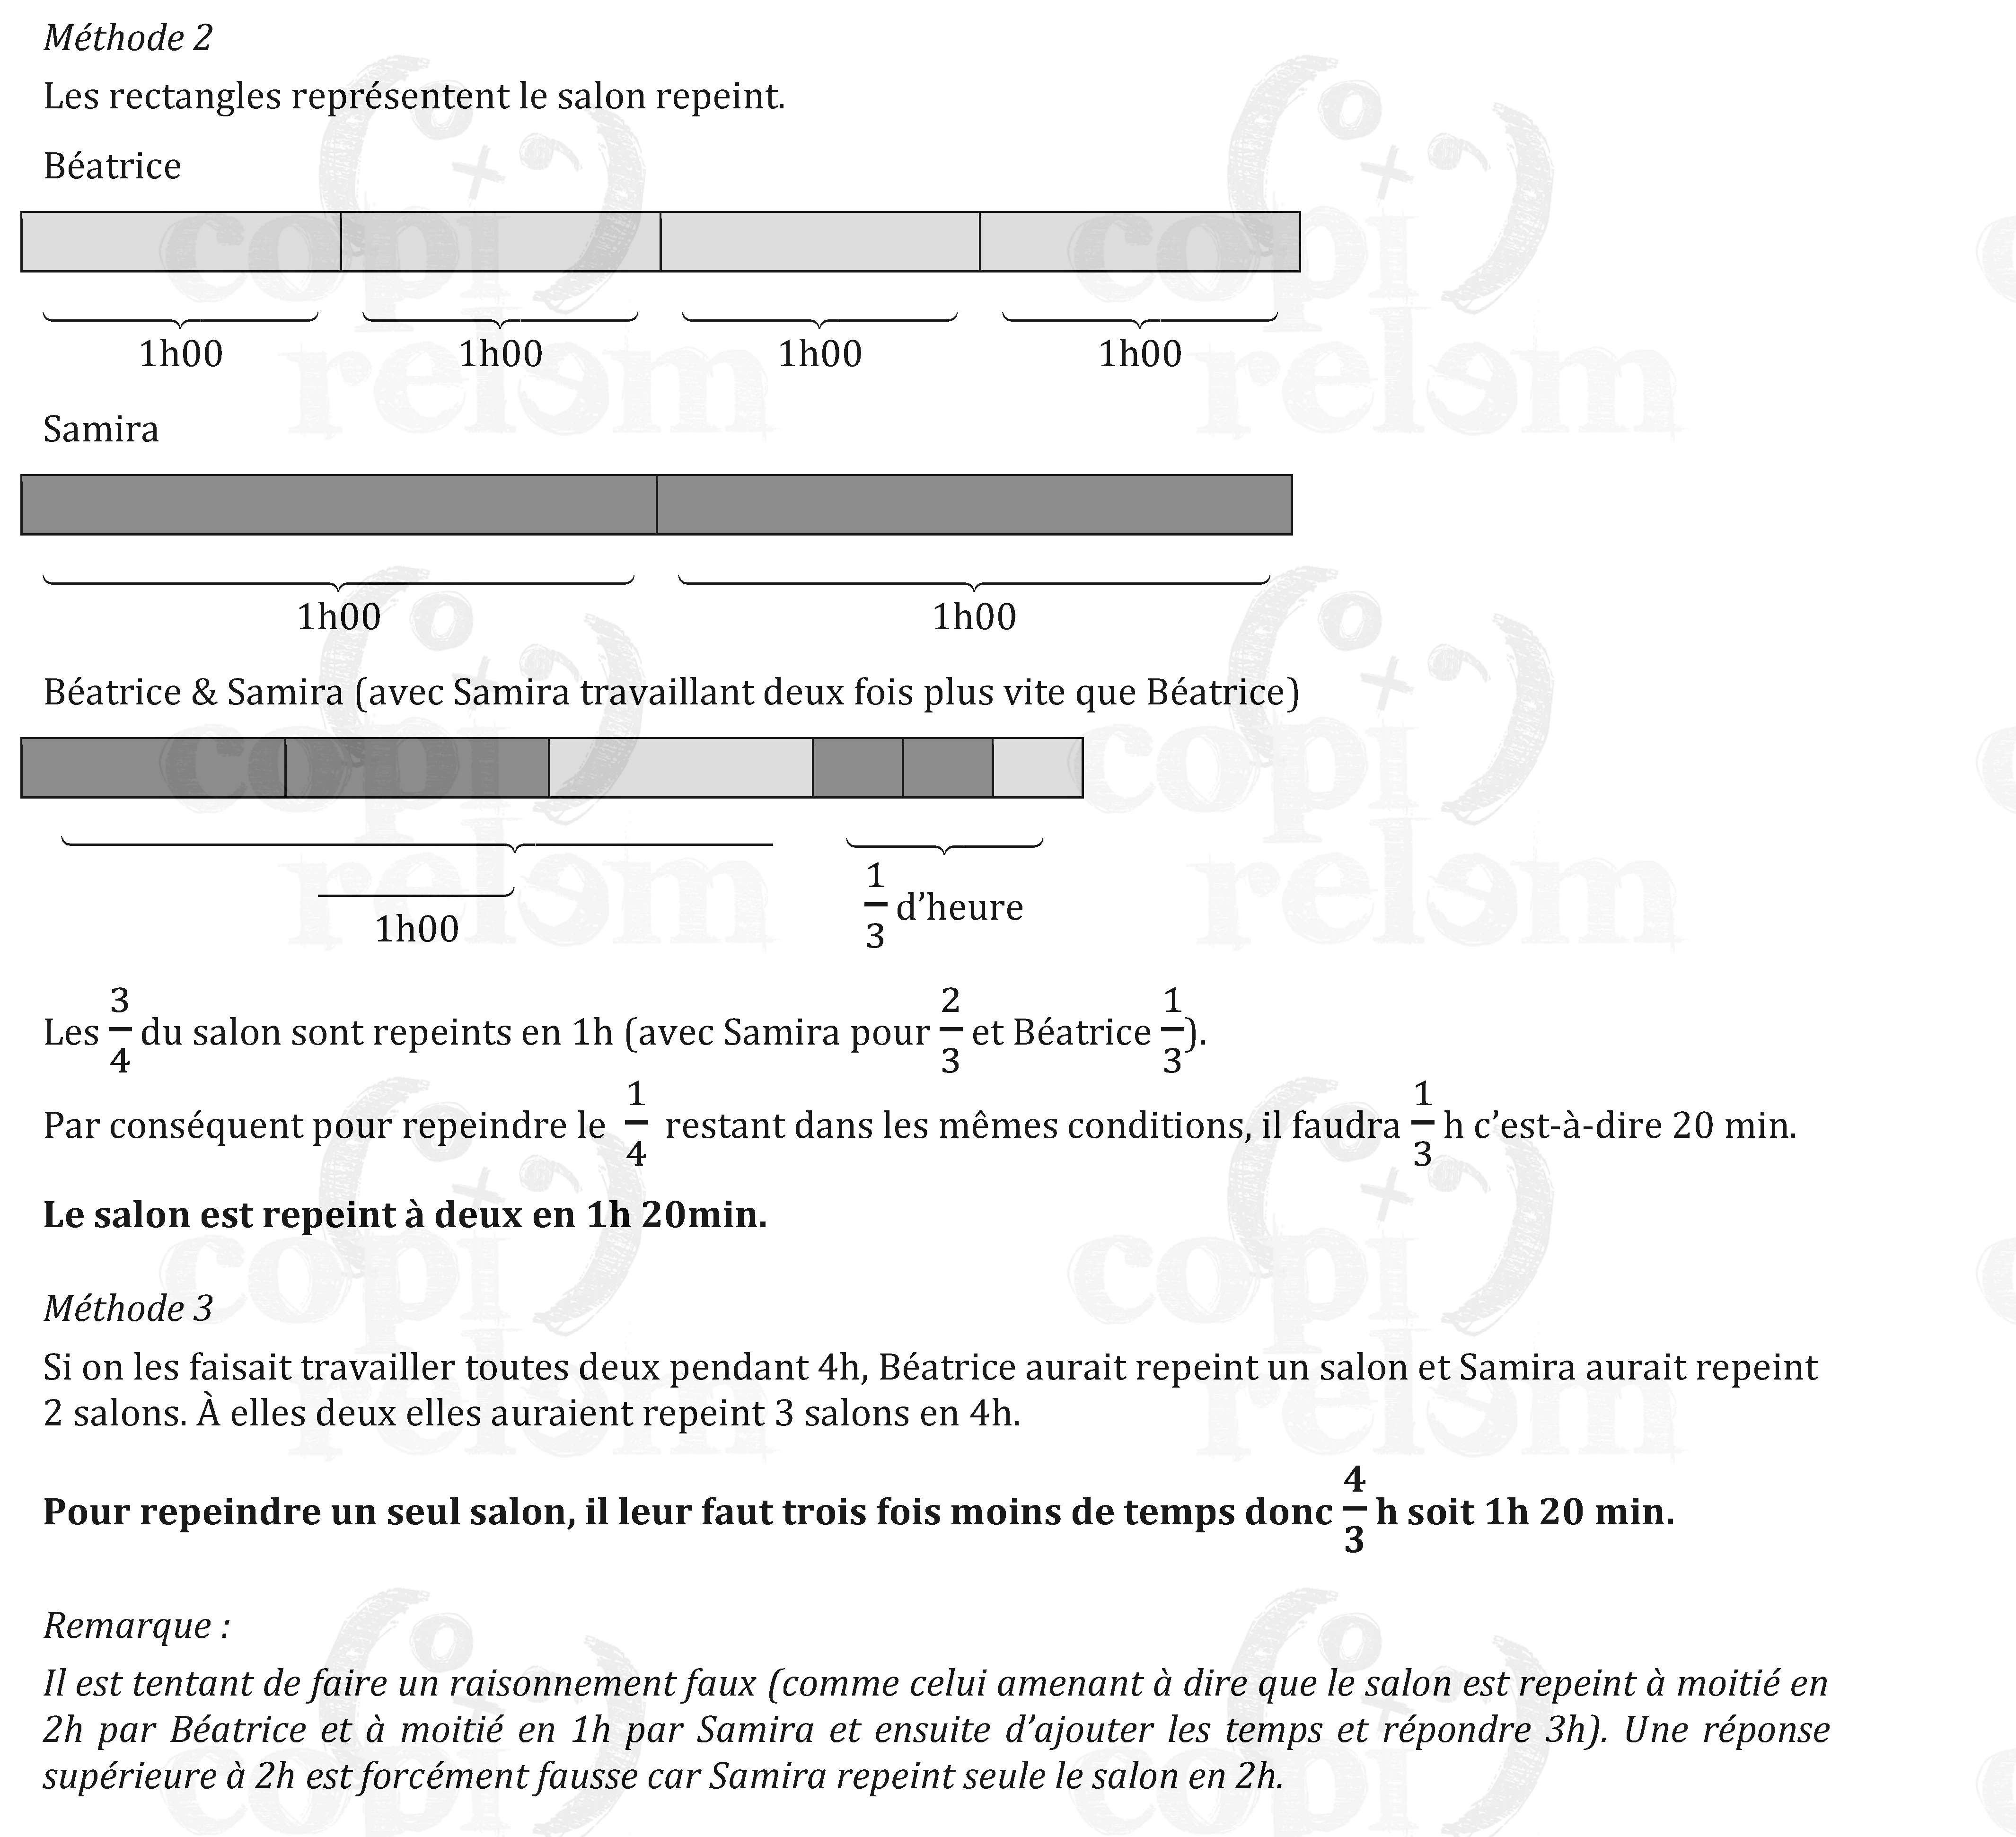 Méthode 2
Les rectangles représentent le salon repeint.
Béatrice
1h00 1h00 1h00 1h00
Samira
1h00 1h00
Béatrice & Samira (avec Samira travaillant deux fois plus vite que Béatrice)
1h00 1/3 d’heure
Les 3/4 du salon sont repeints en 1h (avec Samira pour 2/3 et Béatrice 1/3).
Par conséquent pour repeindre le 1/4 restant dans les mêmes conditions, il faudra 1/3 h c’est-à-dire 20 min.
Le salon est repeint à deux en 1h 20min.
Méthode 3
Si on les faisait travailler toutes deux pendant 4h, Béatrice aurait repeint un salon et Samira aurait repeint
2 salons. À elles deux elles auraient repeint 3 salons en 4h.
Pour repeindre un seul salon, il leur faut trois fois moins de temps donc 4/3 h soit 1h 20 min.
Remarque :
Il est tentant de faire un raisonnement faux (comme celui amenant à dire que le salon est repeint à moitié en
2h par Béatrice et à moitié en 1h par Samira et ensuite d’ajouter les temps et répondre 3h). Une réponse
supérieure à 2h est forcément fausse car Samira repeint seule le salon en 2h.